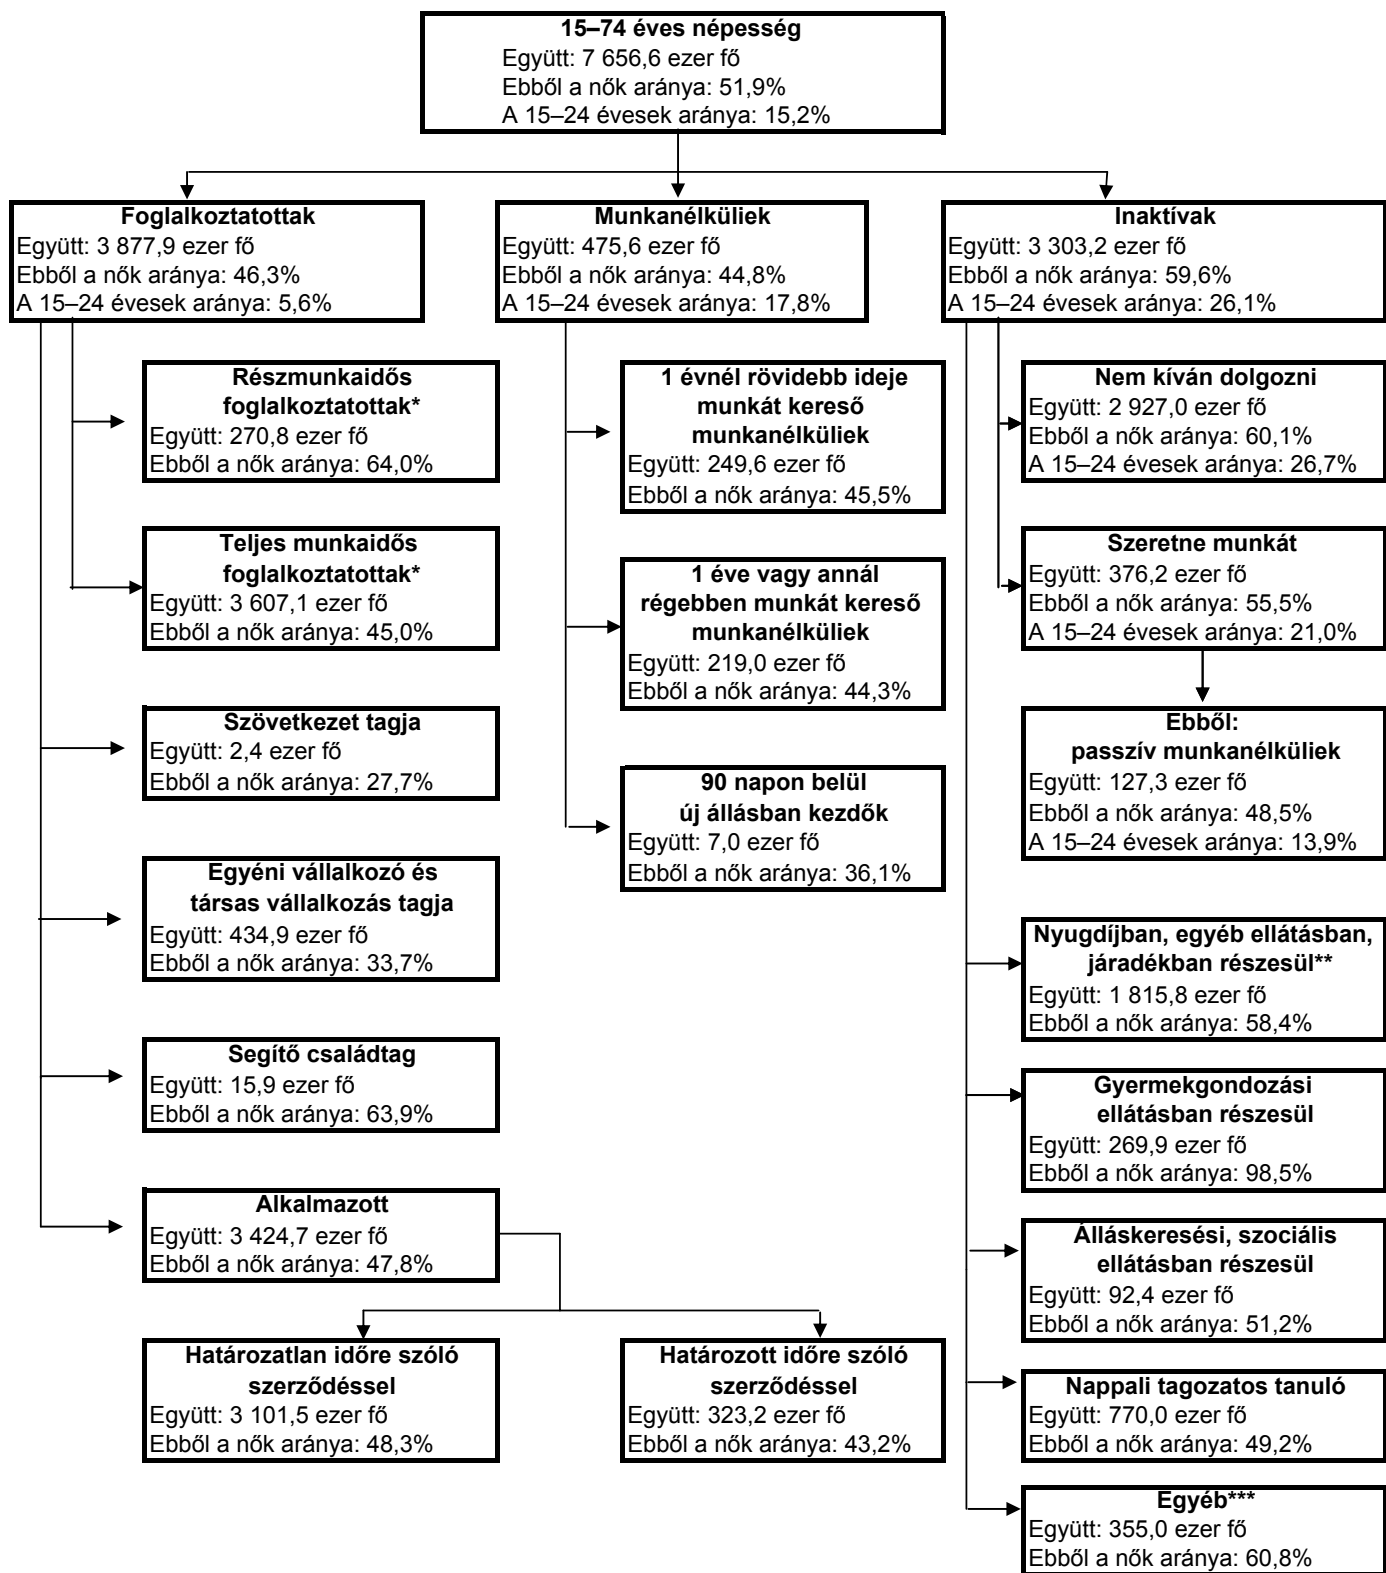 15–74 éves népesség
Együtt: 7 656,6 ezer fő
Ebből a nők aránya: 51,9%
A 15–24 évesek aránya: 15,2%
Foglalkoztatottak
Együtt: 3 877,9 ezer fő
Ebből a nők aránya: 46,3%
A 15–24 évesek aránya: 5,6%
Részmunkaidős
foglalkoztatottak*
Együtt: 270,8 ezer fő
Ebből a nők aránya: 64,0%
Teljes munkaidős
foglalkoztatottak*
Együtt: 3 607,1 ezer fő
Ebből a nők aránya: 45,0%
Szövetkezet tagja
Együtt: 2,4 ezer fő
Ebből a nők aránya: 27,7%
Egyéni vállalkozó és
társas vállalkozás tagja
Együtt: 434,9 ezer fő
Ebből a nők aránya: 33,7%
Segítő családtag
Együtt: 15,9 ezer fő
Ebből a nők aránya: 63,9%
Alkalmazott
Együtt: 3 424,7 ezer fő
Ebből a nők aránya: 47,8%
Határozatlan időre szóló
szerződéssel
Együtt: 3 101,5 ezer fő
Ebből a nők aránya: 48,3%
Határozott időre szóló
szerződéssel
Együtt: 323,2 ezer fő
Ebből a nők aránya: 43,2%
Munkanélküliek
Együtt: 475,6 ezer fő
Ebből a nők aránya: 44,8%
A 15–24 évesek aránya: 17,8%
1 évnél rövidebb ideje
munkát kereső
munkanélküliek
Együtt: 249,6 ezer fő
Ebből a nők aránya: 45,5%
1 éve vagy annál
régebben munkát kereső
munkanélküliek
Együtt: 219,0 ezer fő
Ebből a nők aránya: 44,3%
90 napon belül
új állásban kezdők
Együtt: 7,0 ezer fő
Ebből a nők aránya: 36,1%
Inaktívak
Együtt: 3 303,2 ezer fő
Ebből a nők aránya: 59,6%
A 15–24 évesek aránya: 26,1%
Nem kíván dolgozni
Együtt: 2 927,0 ezer fő
Ebből a nők aránya: 60,1%
A 15–24 évesek aránya: 26,7%
Szeretne munkát
Együtt: 376,2 ezer fő
Ebből a nők aránya: 55,5%
A 15–24 évesek aránya: 21,0%
Ebből:
passzív munkanélküliek
Együtt: 127,3 ezer fő
Ebből a nők aránya: 48,5%
A 15–24 évesek aránya: 13,9%
Nyugdíjban, egyéb ellátásban,
járadékban részesül**
Együtt: 1 815,8 ezer fő
Ebből a nők aránya: 58,4%
Gyermekgondozási
ellátásban részesül
Együtt: 269,9 ezer fő
Ebből a nők aránya: 98,5%
Álláskeresési, szociális
ellátásban részesül
Együtt: 92,4 ezer fő
Ebből a nők aránya: 51,2%
Nappali tagozatos tanuló
Együtt: 770,0 ezer fő
Ebből a nők aránya: 49,2%
Egyéb***
Együtt: 355,0 ezer fő
Ebből a nők aránya: 60,8%